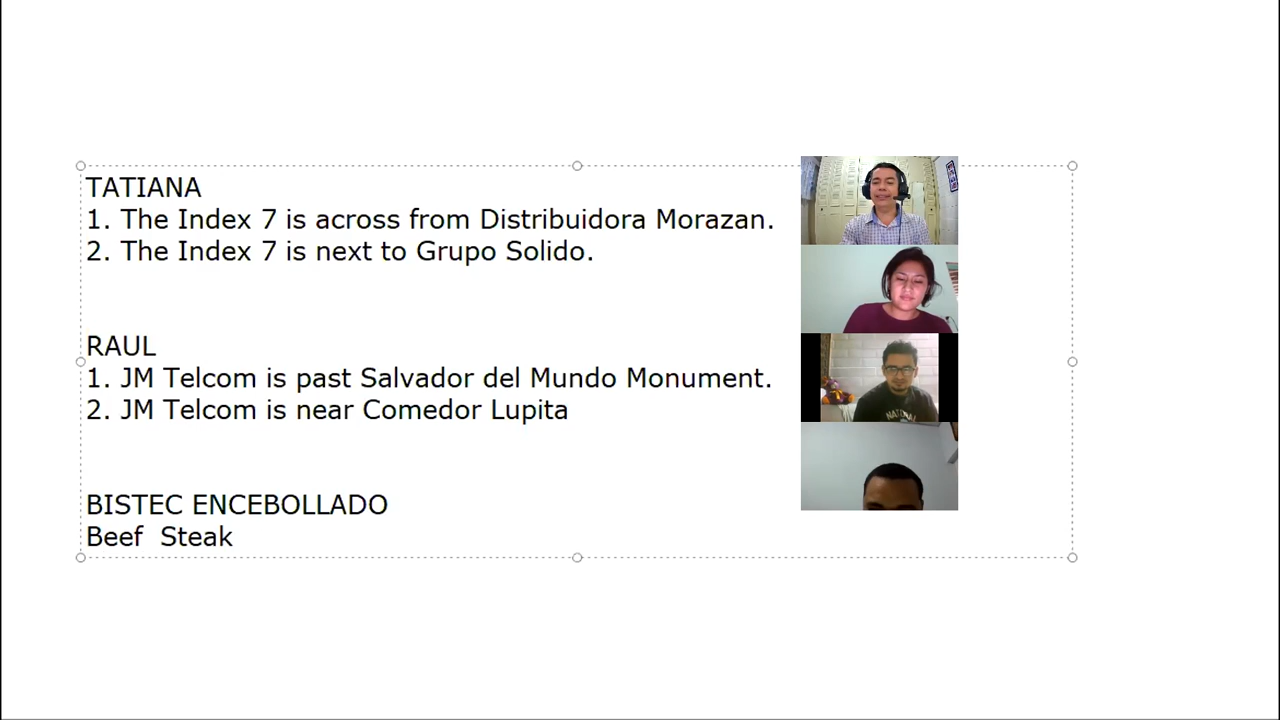 TATIANA
1. The Index 7 is across from Distribuidora Morazan.
2. The Index 7 is next to Grupo Solido.
RAUL
1. JM Telcom is past Salvador del Mundo Monument.
2. JM Telcom is near Comedor Lupita
BISTEC ENCEBOLLADO
Beef  Steak